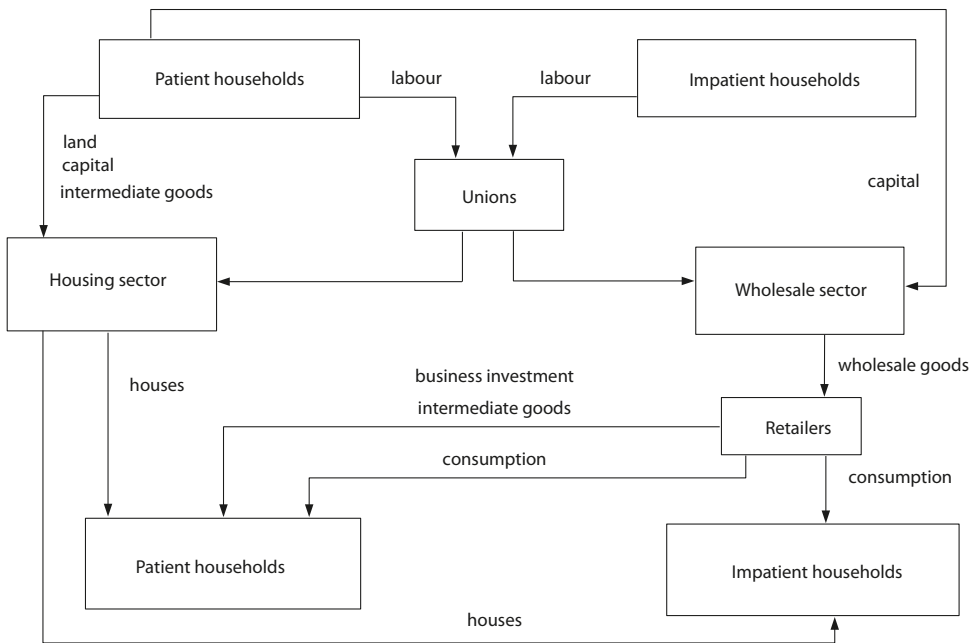 Patient households
labour
labour
Impatient households
land
capital
intermediate goods
Unions
capital
Housing sector
Wholesale sector
houses
business investment
intermediate goods
wholesale goods
Retailers
consumption
consumption
Patient households
Impatient households
houses